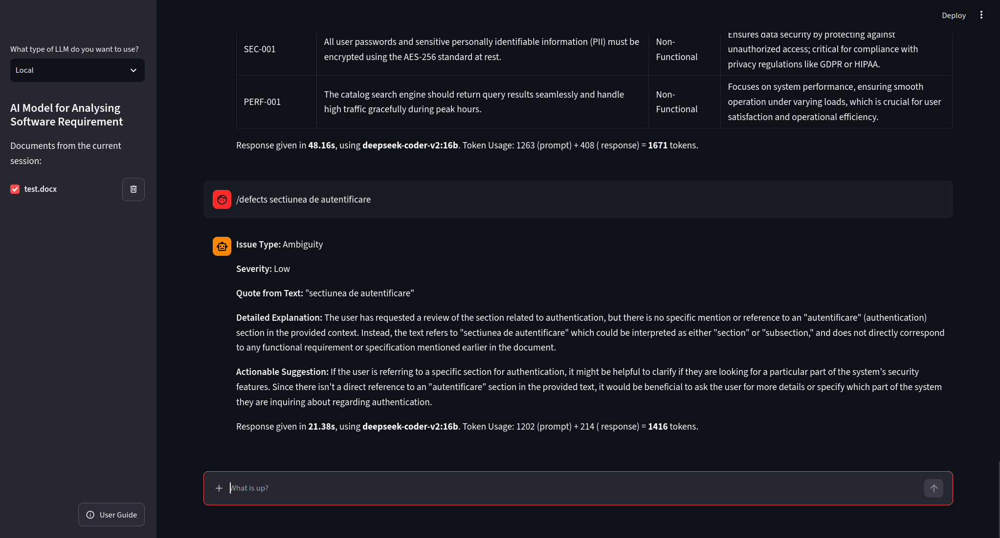 Deploy
What type of LLM do you want to use?
Local
AI Model for Analysing
Software Requirement
Documents from the current
session:
test.docx
User Guide
SEC-001
All user passwords and sensitive personally identifiable information (PII) must be
encrypted using the AES-256 standard at rest.
Non-
Functional
Ensures data security by protecting against
unauthorized access; critical for compliance with
privacy regulations like GDPR or HIPAA.
PERF-001
The catalog search engine should return query results seamlessly and handle
high traffic gracefully during peak hours.
Non-
Functional
Focuses on system performance, ensuring smooth
operation under varying loads, which is crucial for user
satisfaction and operational efficiency.
Response given in 48.16s, using deepseek-coder-v2:16b. Token Usage: 1263 (prompt) + 408 ( response) = 1671 tokens.
/defects sectiunea de autentificare
Issue Type: Ambiguity
Severity: Low
Quote from Text: "sectiunea de autentificare"
Detailed Explanation: The user has requested a review of the section related to authentication, but there is no specific mention or reference to an "autentificare" (authentication)
section in the provided context. Instead, the text refers to "sectiunea de autentificare" which could be interpreted as either "section" or "subsection," and does not directly correspond
to any functional requirement or specification mentioned earlier in the document.
Actionable Suggestion: If the user is referring to a specific section for authentication, it might be helpful to clarify if they are looking for a particular part of the system's security
features. Since there isn't a direct reference to an "autentificare" section in the provided text, it would be beneficial to ask the user for more details or specify which part of the system
they are inquiring about regarding authentication.
Response given in 21.38s, using deepseek-coder-v2:16b. Token Usage: 1202 (prompt) + 214 ( response) = 1416 tokens.
What is up?